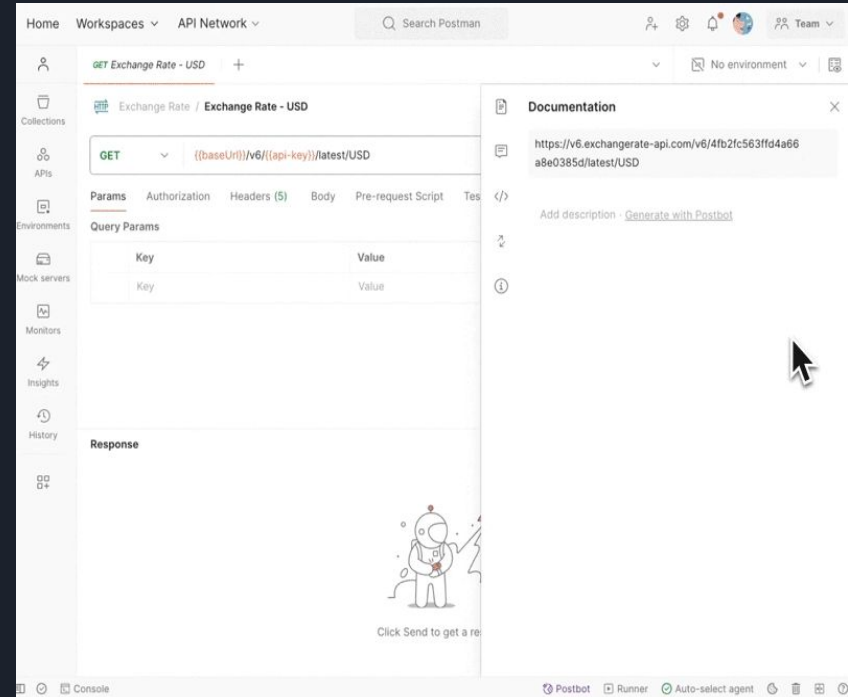 Home Workspaces API Network Search Postman Team
GET Exchange Rate - USD No environment
Collections
APIs
Environments
Mock servers
Monitors
Insights
History
HTTP Exchange Rate / Exchange Rate - USD
GET {{baseUrl}}/v6/{{api-key}}/latest/USD
Params Authorization Headers (5) Body Pre-request Script Tes
Query Params
Key Value
Key Value
Response
Click Send to get a re
Documentation
https://v6.exchangerate-api.com/v6/4fb2fc563ffd4a66
a8e0385d/latest/USD
Add description · Generate with Postbot
Console Postbot Runner Auto-select agent